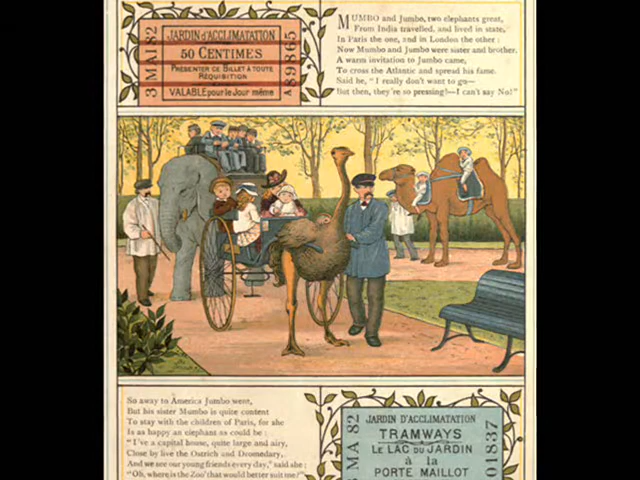 3 MAI 82
JARDIN d'ACCLIMATATION
50 CENTIMES
PRÉSENTER CE BILLET À TOUTE
RÉQUISITION
VALABLE pour le Jour même
A89865
MUMBO and Jumbo, two elephants great,
From India travelled, and lived in state,
In Paris the one, and in London the other:
Now Mumbo and Jumbo were sister and brother.
A warm invitation to Jumbo came,
To cross the Atlantic and spread his fame.
Said he, "I really don't want to go—
But then, they're so pressing!—I can't say No!"
So away to America Jumbo went,
But his sister Mumbo is quite content
To stay with the children of Paris, for she
Is as happy an elephant as could be:
"I've a capital house, quite large and airy,
Close by live the Ostrich and Dromedary,
And we see our young friends every day," said she:
"Oh, where is the Zoo that would better suit me?"
3 MA 82
JARDIN D'ACCLIMATATION
TRAMWAYS
LE LAC DU JARDIN
à la
PORTE MAILLOT
01837